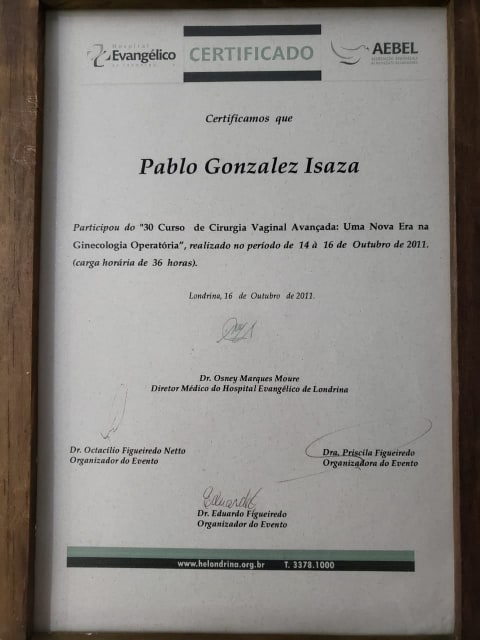 Hospital
Evangélico
CERTIFICADO
AEBEL
Certificamos que
Pablo Gonzalez Isaza
Participou do "30 Curso de Cirurgia Vaginal Avançada: Uma Nova Era na
Ginecologia Operatória", realizado no período de 14 à 16 de Outubro de 2011.
(carga horária de 36 horas).
Londrina, 16 de Outubro de 2011.
Dr. Osney Marques Moure
Diretor Médico do Hospital Evangélico de Londrina
Dr. Octacílio Figueiredo Netto
Organizador do Evento
Dra. Priscila Figueiredo
Organizadora do Evento
Eduardo
Dr. Eduardo Figueiredo
Organizador do Evento
www.helondrina.org.br T. 3378.1000